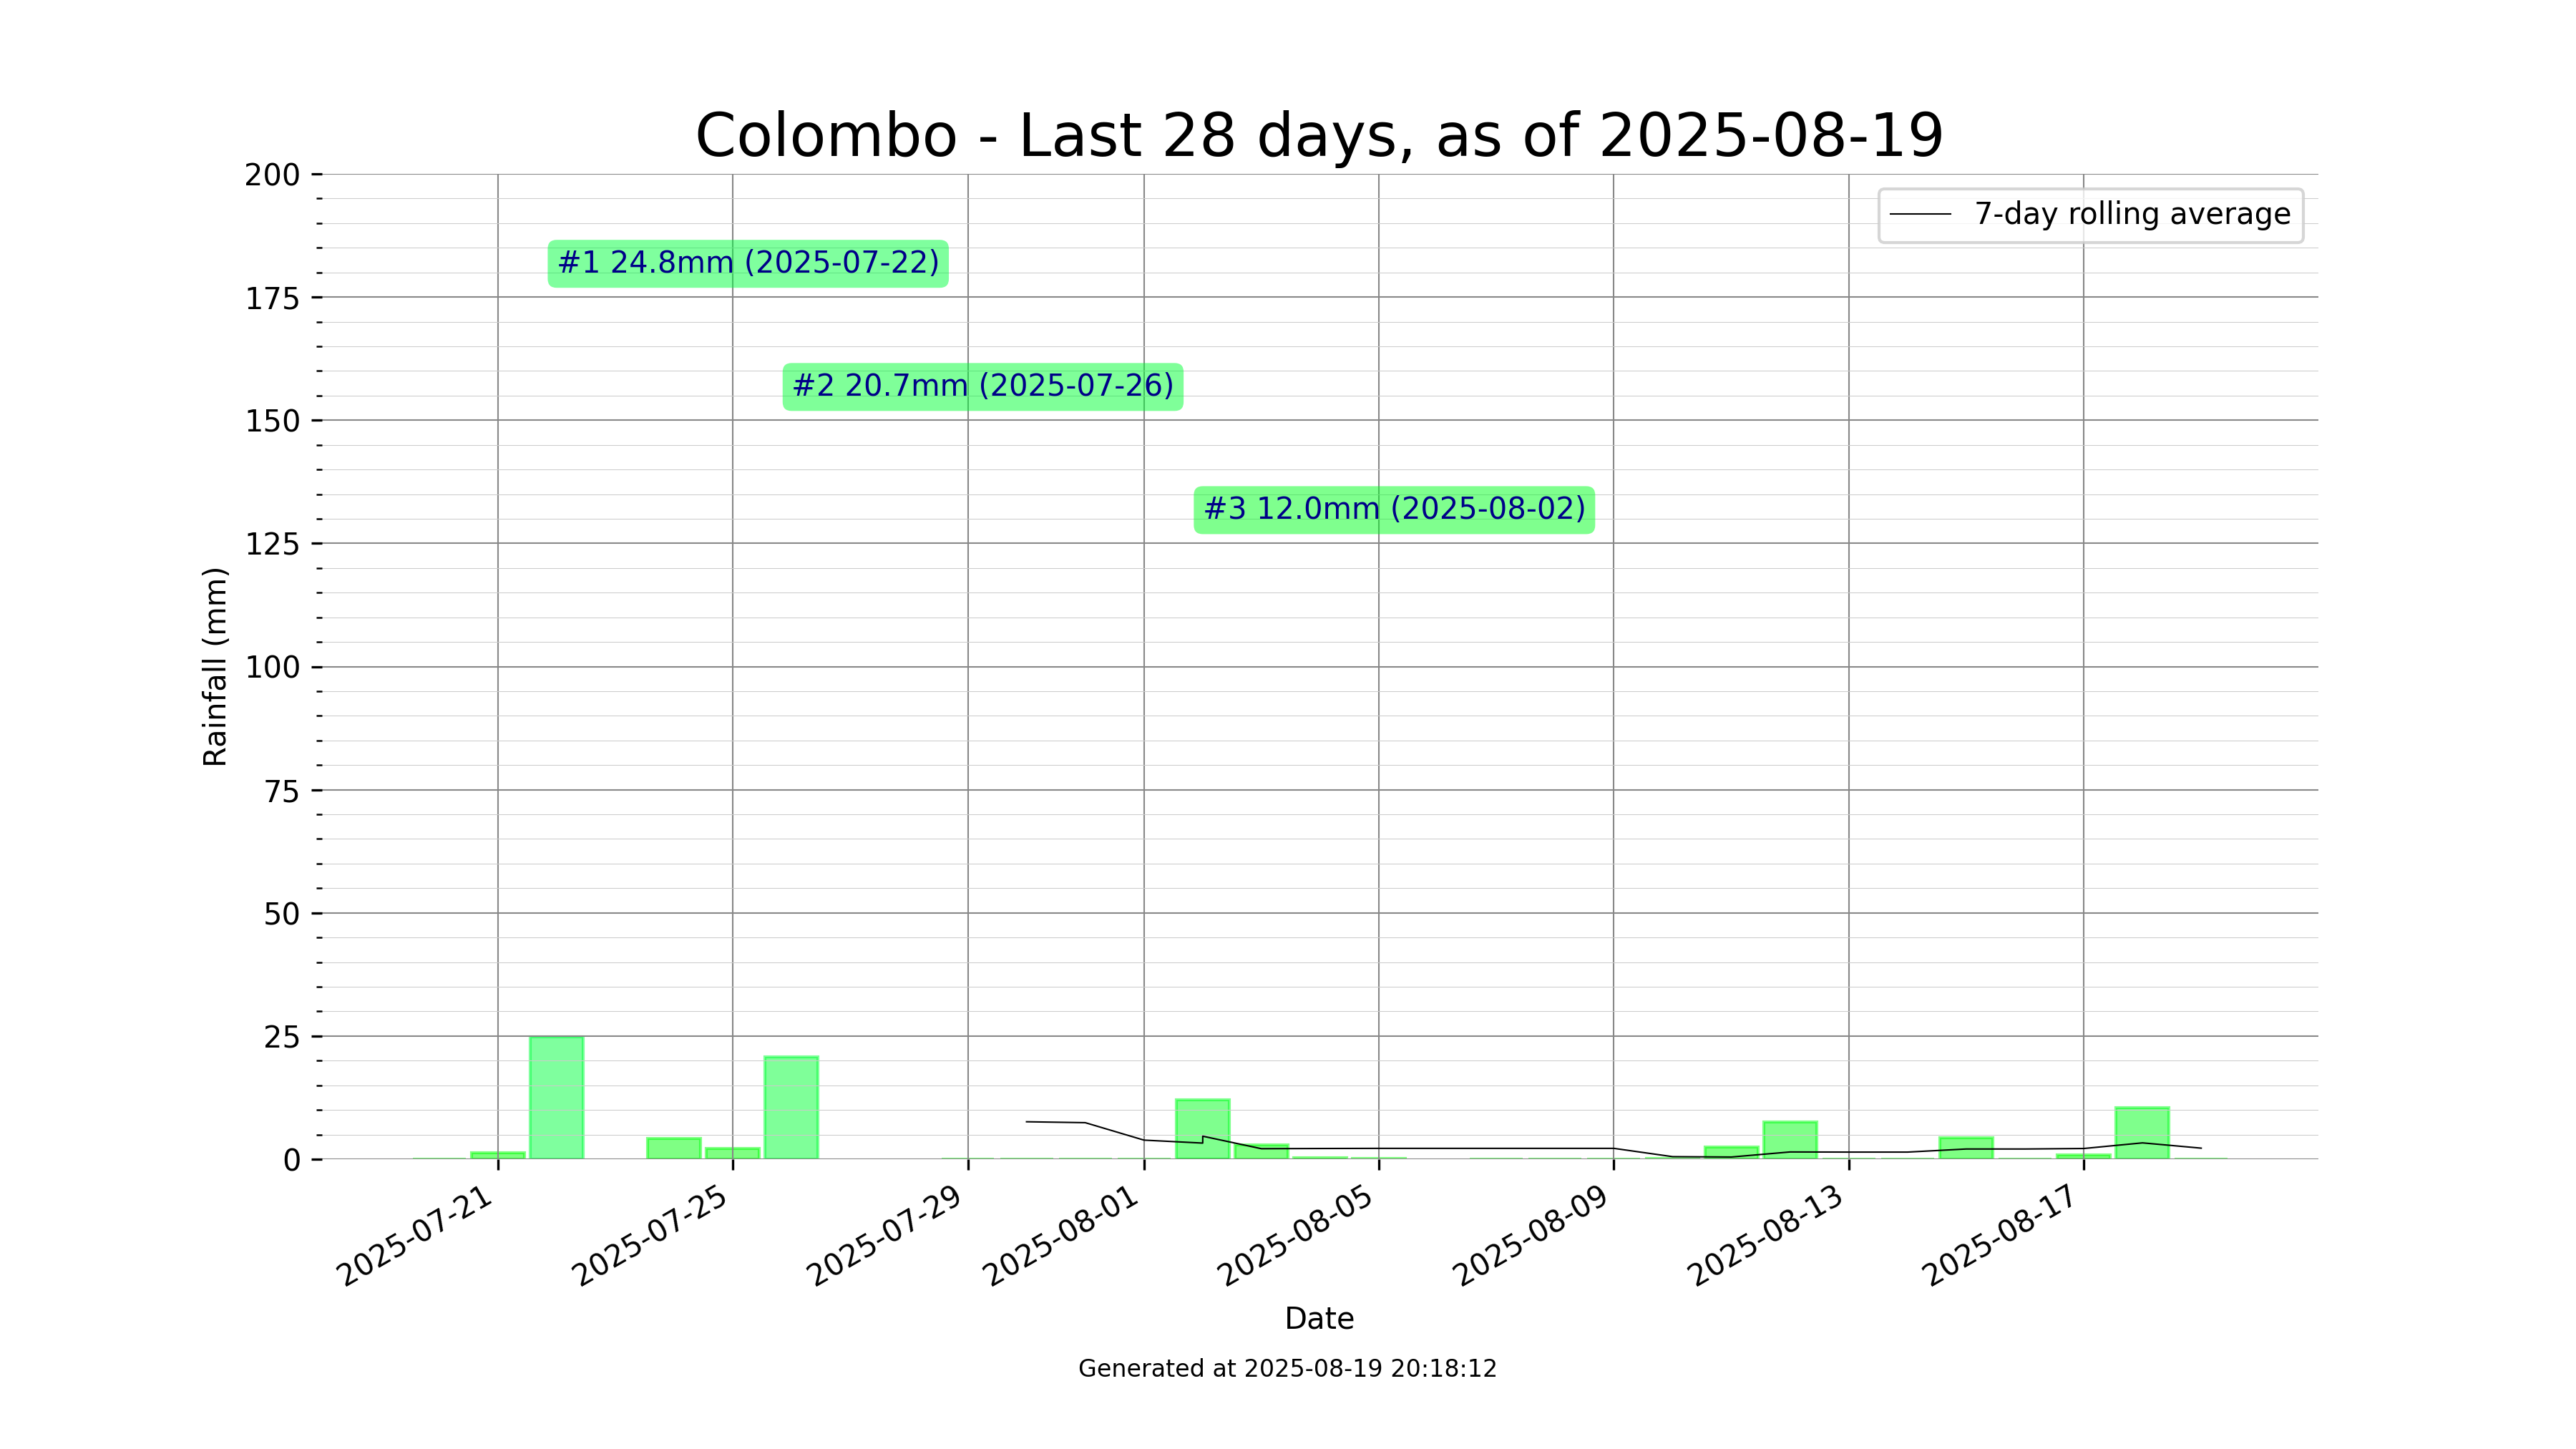 Colombo - Last 28 days, as of 2025-08-19
7-day rolling average
#1 24.8mm (2025-07-22)
#2 20.7mm (2025-07-26)
#3 12.0mm (2025-08-02)
Rainfall (mm)
200
175
150
125
100
75
50
25
0
2025-07-21
2025-07-25
2025-07-29
2025-08-01
2025-08-05
2025-08-09
2025-08-13
2025-08-17
Date
Generated at 2025-08-19 20:18:12